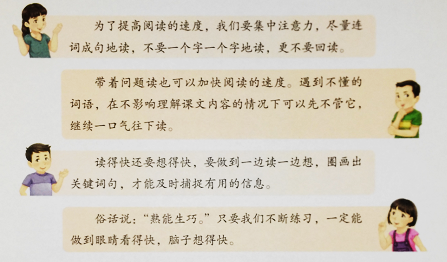 为了提高阅读的速度，我们要集中注意力，尽量连
词成句地读，不要一个字一个字地读，更不要回读。
带着问题读也可以加快阅读的速度。遇到不懂的
词语，在不影响理解课文内容的情况下可以先不管它，
继续一口气往下读。
读得快还要想得快，要做到一边读一边想，圈画出
关键词句，才能及时捕捉有用的信息。
俗话说：“熟能生巧。”只要我们不断练习，一定能
做到眼睛看得快，脑子想得快。